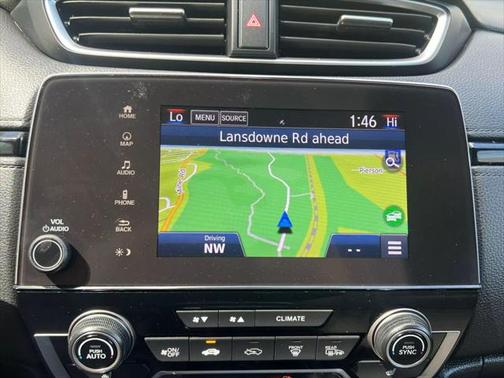 Lo MENU SOURCE 1:46 Hi
Lansdowne Rd ahead
HOME
MAP
AUDIO
PHONE
BACK
VOL
AUDIO
Pierson
Driving
NW
--
CLIMATE
ON/
OFF
FRONT
REAR
PUSH
AUTO
PUSH
SYNC